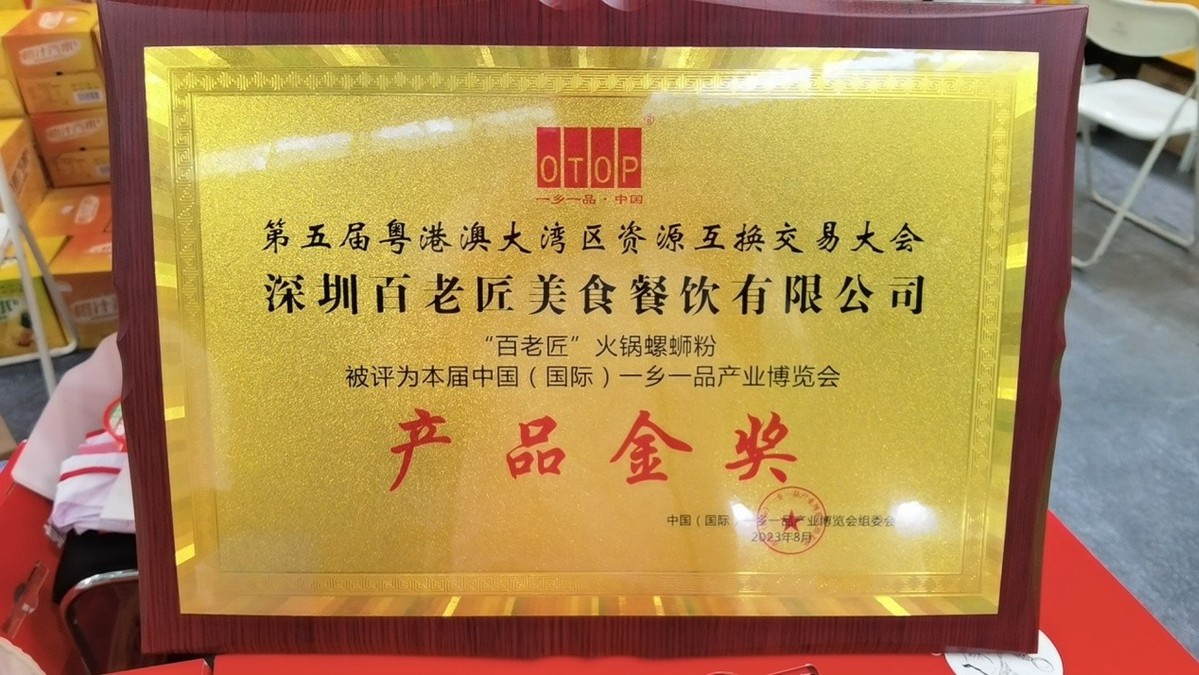 橙汁汽水
OTOP®
一乡一品·中国
第五届粤港澳大湾区资源互换交易大会
深圳百老匠美食餐饮有限公司
“百老匠”火锅螺蛳粉
被评为本届中国（国际）一乡一品产业博览会
产品金奖
中国（国际）一乡一品产业博览会组委会
2023年8月